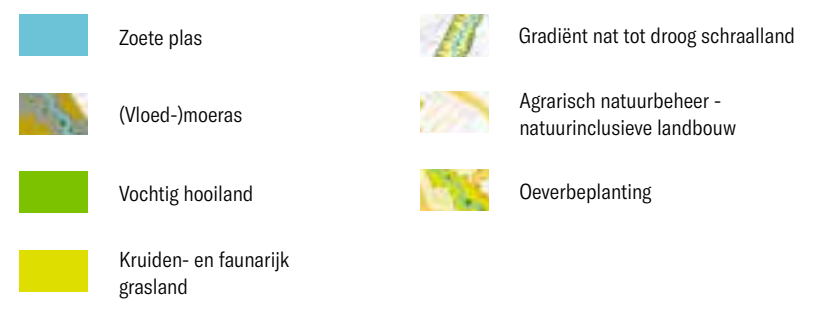 Zoete plas
(Vloed-)moeras
Vochtig hooiland
Kruiden- en faunarijk
grasland
Gradiënt nat tot droog schraalland
Agrarisch natuurbeheer -
natuurinclusieve landbouw
Oeverbeplanting